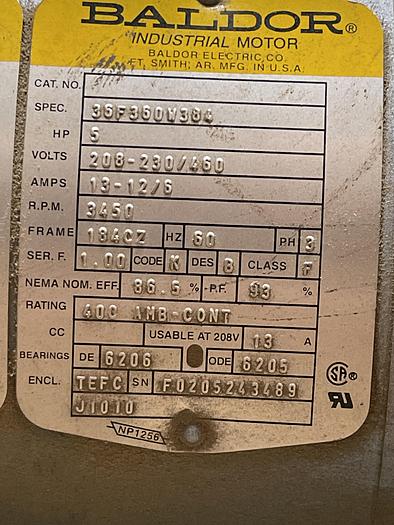 BALDOR®
INDUSTRIAL MOTOR
BALDOR ELECTRIC, CO.
FT. SMITH; AR. MFG. IN U.S.A.
CAT. NO.
SPEC. 36F360W384
HP 5
VOLTS 208-230/460
AMPS 13-12/6
R.P.M. 3450
FRAME 184CZ HZ 60 PH 3
SER. F. 1.00 CODE K DES B CLASS F
NEMA NOM. EFF. 86.5 % P.F. 93 %
RATING 40C AMB-CONT
CC USABLE AT 208V 13 A
BEARINGS DE 6206 ODE 6205
ENCL. TEFC SN F0205243489
J1010
NP1256